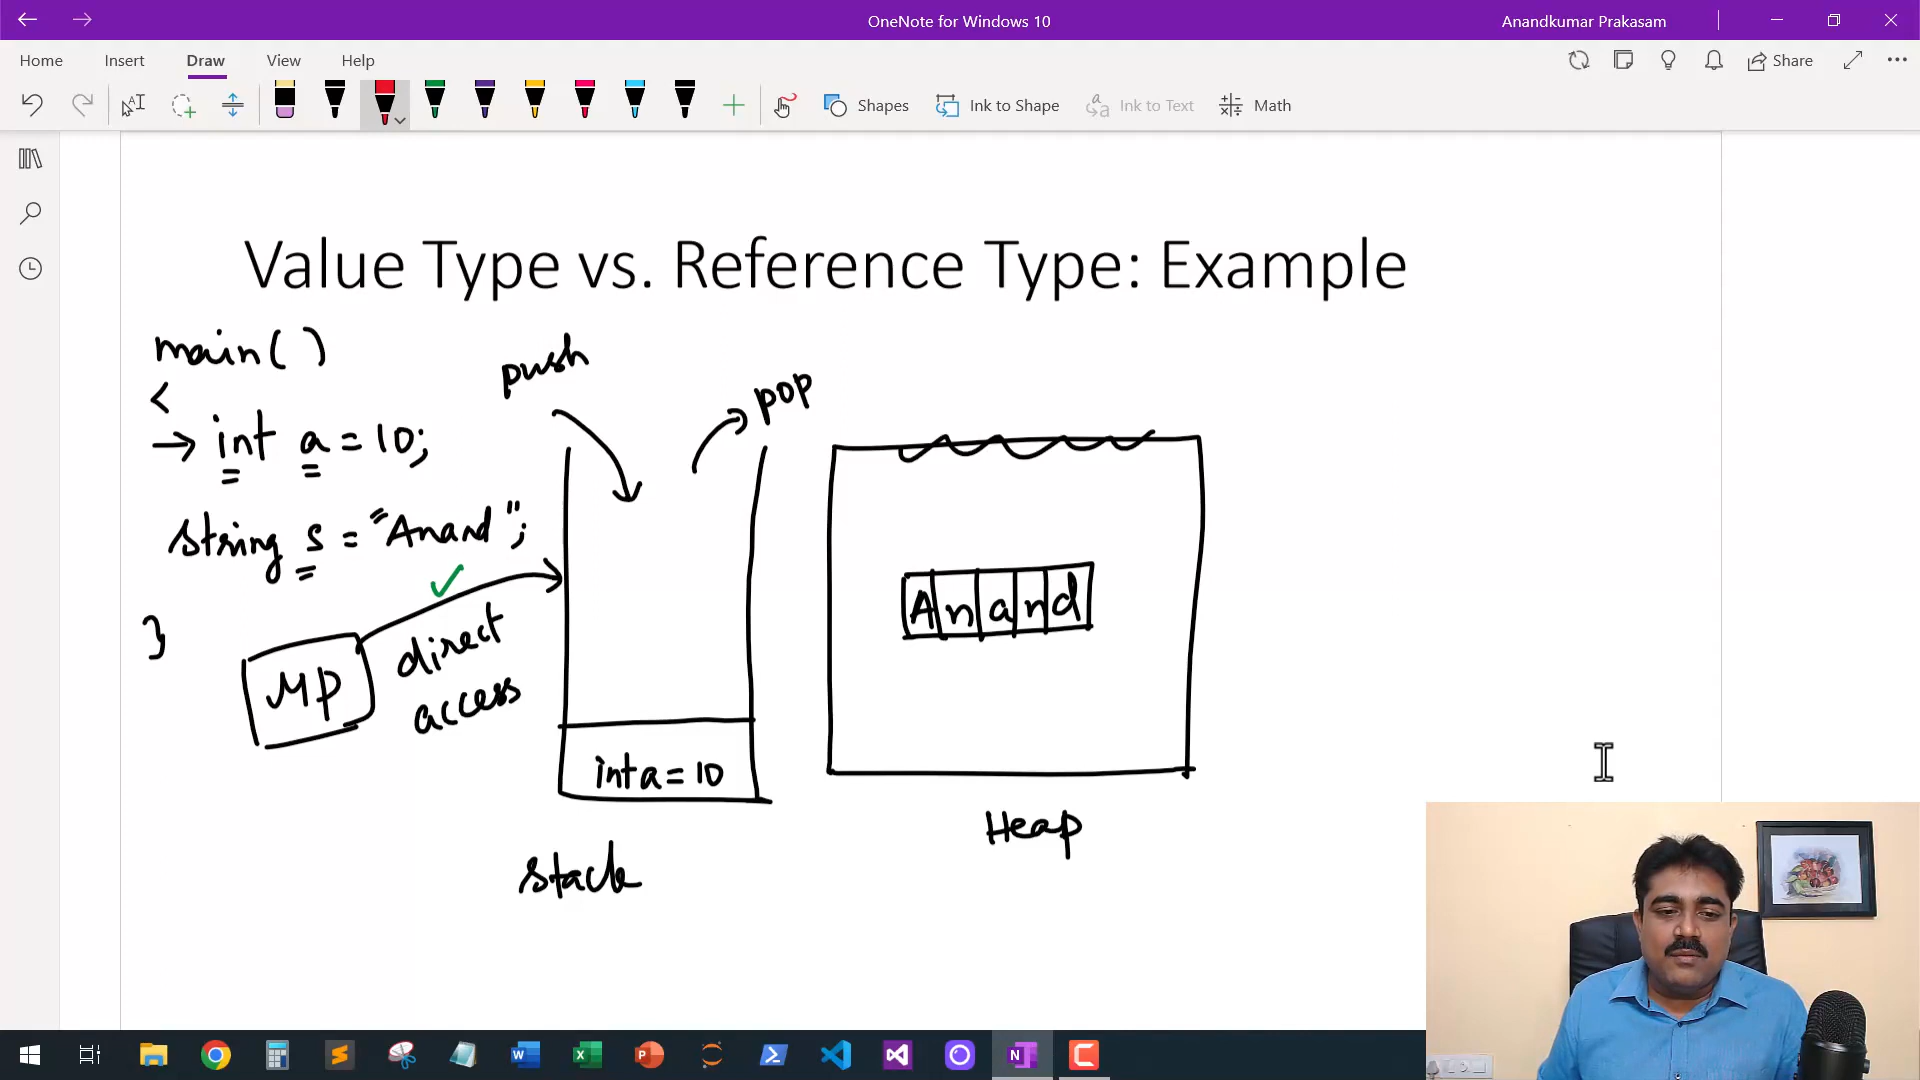 OneNote for Windows 10
Anandkumar Prakasam
Home Insert Draw View Help
Share
Shapes
Ink to Shape
Ink to Text
Math
Value Type vs. Reference Type: Example
main( )
{
→ int a = 10;
string s = "Anand";
}
MP
direct
access
push
pop
int a = 10
stack
Anand
Heap